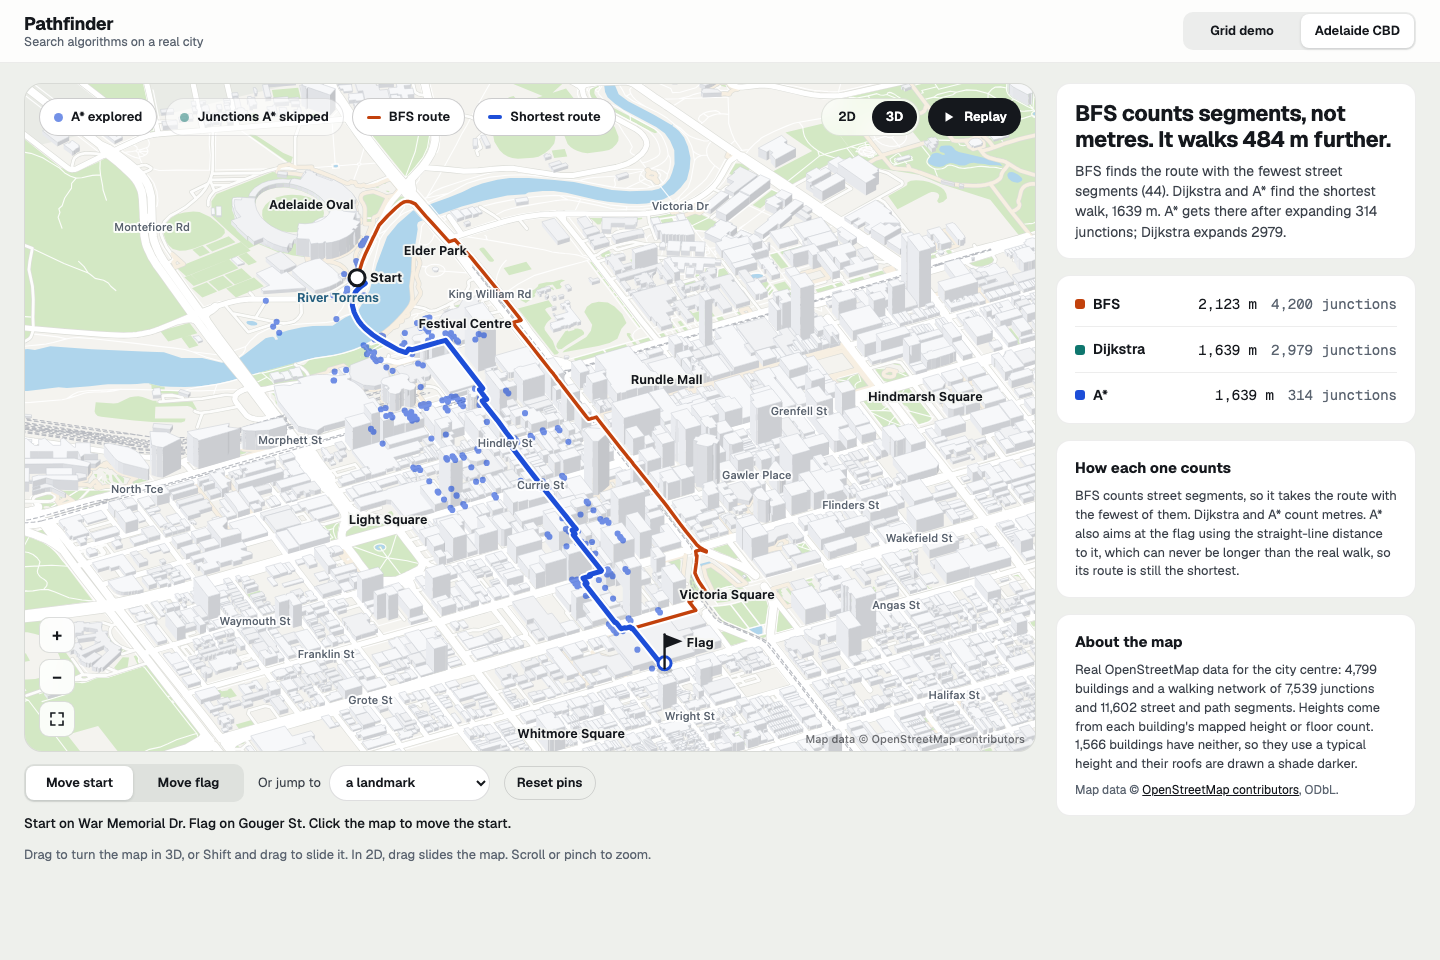 Pathfinder
Search algorithms on a real city
Grid demo
Adelaide CBD
A* explored
Junctions A* skipped
BFS route
Shortest route
2D
3D
Replay
Adelaide Oval
Montefiore Rd
Victoria Dr
Elder Park
Start
River Torrens
King William Rd
Festival Centre
Rundle Mall
Hindmarsh Square
Grenfell St
Morphett St
Hindley St
Gawler Place
North Tce
Currie St
Flinders St
Light Square
Wakefield St
Victoria Square
Angas St
Waymouth St
Flag
Franklin St
Grote St
Halifax St
Wright St
Whitmore Square
Map data © OpenStreetMap contributors
+
−
Move start
Move flag
Or jump to
a landmark
Reset pins
Start on War Memorial Dr. Flag on Gouger St. Click the map to move the start.
Drag to turn the map in 3D, or Shift and drag to slide it. In 2D, drag slides the map. Scroll or pinch to zoom.
BFS counts segments, not
metres. It walks 484 m further.
BFS finds the route with the fewest street
segments (44). Dijkstra and A* find the shortest
walk, 1639 m. A* gets there after expanding 314
junctions; Dijkstra expands 2979.
BFS 2,123 m 4,200 junctions
Dijkstra 1,639 m 2,979 junctions
A* 1,639 m 314 junctions
How each one counts
BFS counts street segments, so it takes the route with
the fewest of them. Dijkstra and A* count metres. A*
also aims at the flag using the straight-line distance
to it, which can never be longer than the real walk, so
its route is still the shortest.
About the map
Real OpenStreetMap data for the city centre: 4,799
buildings and a walking network of 7,539 junctions
and 11,602 street and path segments. Heights come
from each building's mapped height or floor count.
1,566 buildings have neither, so they use a typical
height and their roofs are drawn a shade darker.
Map data © OpenStreetMap contributors, ODbL.